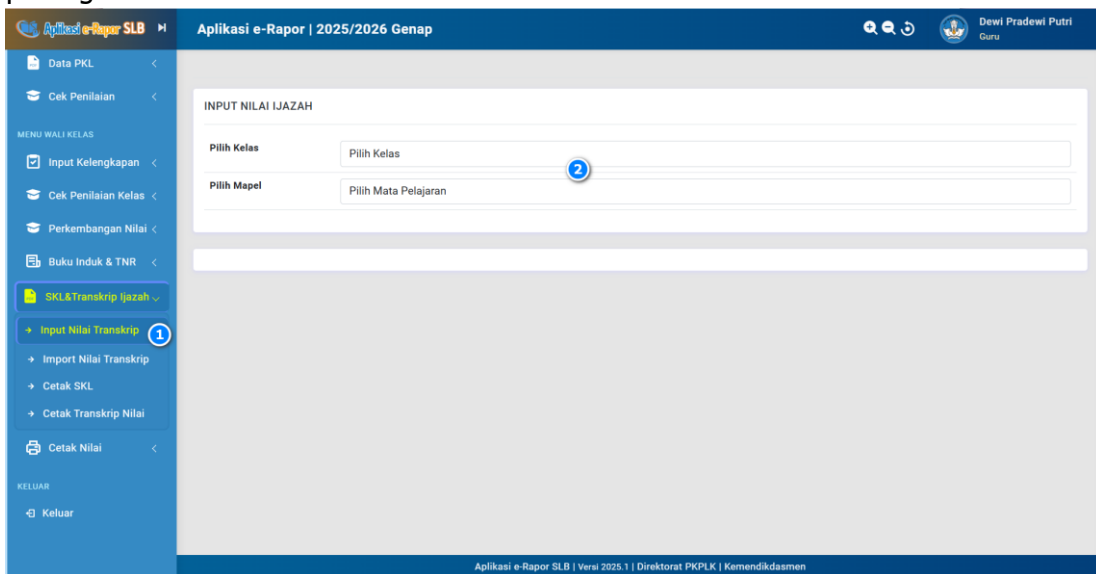 Aplikasi e-Rapor SLB
Aplikasi e-Rapor | 2025/2026 Genap
Dewi Pradewi Putri
Guru
Data PKL
Cek Penilaian
MENU WALI KELAS
Input Kelengkapan
Cek Penilaian Kelas
Perkembangan Nilai
Buku Induk & TNR
SKL&Transkrip Ijazah
Input Nilai Transkrip
1
Import Nilai Transkrip
Cetak SKL
Cetak Transkrip Nilai
Cetak Nilai
KELUAR
Keluar
INPUT NILAI IJAZAH
Pilih Kelas
Pilih Kelas
2
Pilih Mapel
Pilih Mata Pelajaran
Aplikasi e-Rapor SLB | Versi 2025.1 | Direktorat PKPLK | Kemendikdasmen